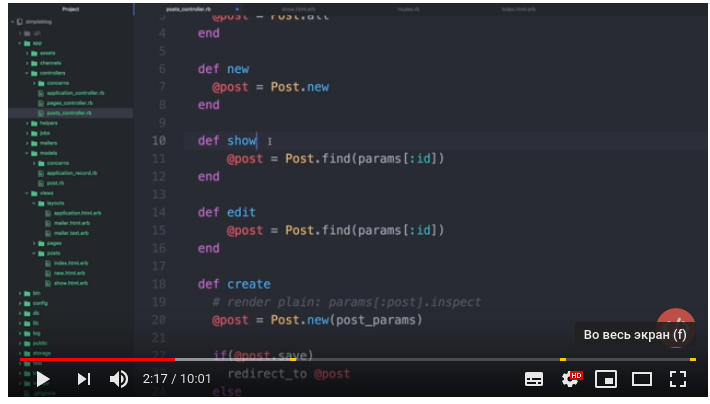 Project
posts_controller.rb
show.html.erb
routes.rb
index.html.erb
simpleblog
app
assets
channels
controllers
concerns
application_controller.rb
pages_controller.rb
posts_controller.rb
helpers
jobs
mailers
models
concerns
application_record.rb
post.rb
views
layouts
application.html.erb
mailer.html.erb
mailer.text.erb
pages
posts
index.html.erb
new.html.erb
show.html.erb
bin
config
db
lib
log
public
storage
3 @post = Post.all
4 end
5
6 def new
7 @post = Post.new
8 end
9
10 def show
11 @post = Post.find(params[:id])
12 end
13
14 def edit
15 @post = Post.find(params[:id])
16 end
17
18 def create
19 # render plain: params[:post].inspect
20 @post = Post.new(post_params)
21
22 if(@post.save)
redirect_to @post
else
Во весь экран (f)
2:17 / 10:01
HD